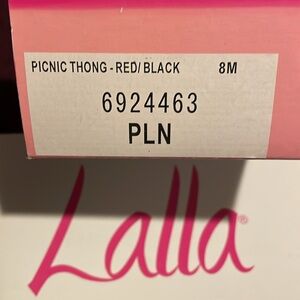 PICNIC THONG - RED/ BLACK 8M
6924463
PLN
Lalla®